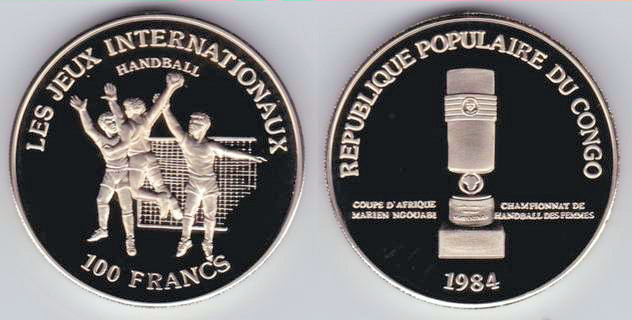 LES JEUX INTERNATIONAUX
HANDBALL
100 FRANCS
REPUBLIQUE POPULAIRE DU CONGO
COUPE D'AFRIQUE
MARIEN NGOUABI
CHAMPIONNAT DE
HANDBALL DES FEMMES
1984